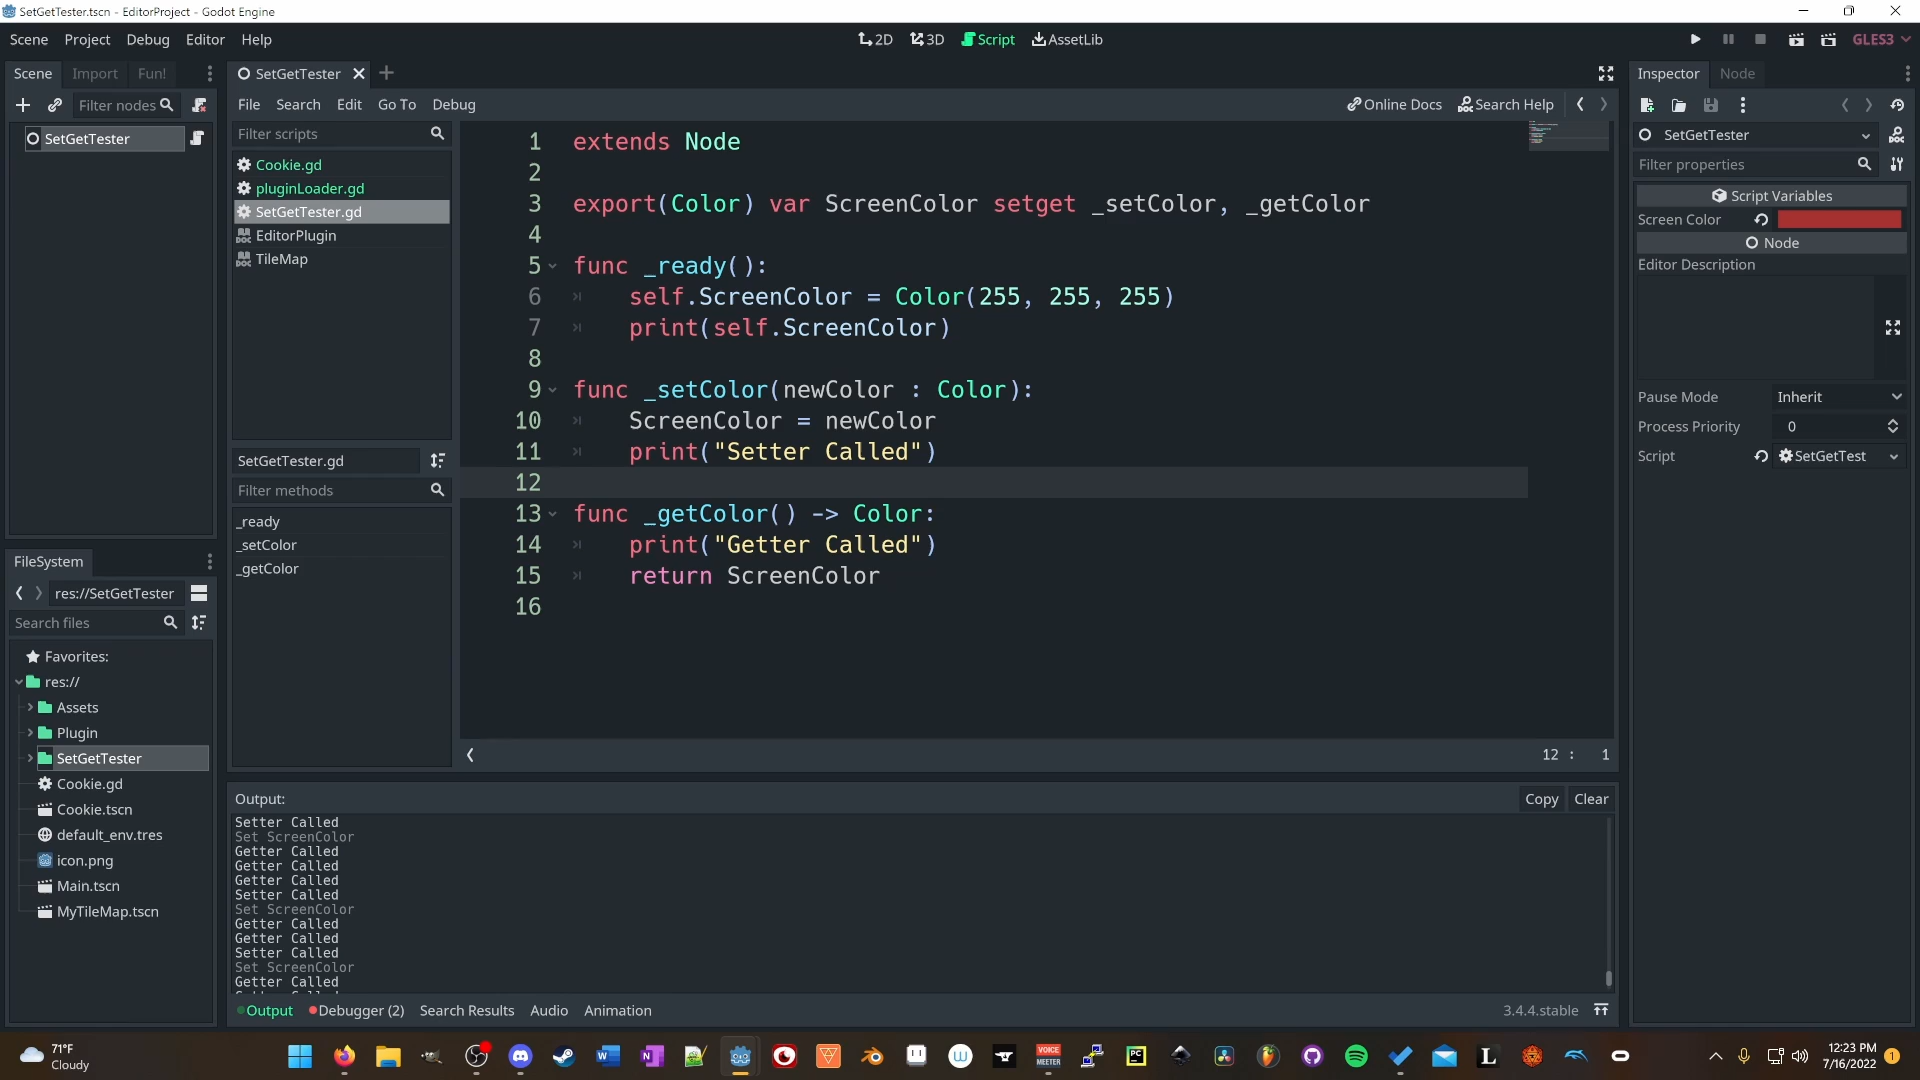 SetGetTester.tscn - EditorProject - Godot Engine
Scene Project Debug Editor Help
2D 3D Script AssetLib
GLES3
Scene Import Fun!
Filter nodes
SetGetTester
SetGetTester
File Search Edit Go To Debug
Online Docs Search Help
Filter scripts
Cookie.gd
pluginLoader.gd
SetGetTester.gd
EditorPlugin
TileMap
SetGetTester.gd
Filter methods
_ready
_setColor
_getColor
1 extends Node
2
3 export(Color) var ScreenColor setget _setColor, _getColor
4
5 func _ready():
6 self.ScreenColor = Color(255, 255, 255)
7 print(self.ScreenColor)
8
9 func _setColor(newColor : Color):
10 ScreenColor = newColor
11 print("Setter Called")
12
13 func _getColor() -> Color:
14 print("Getter Called")
15 return ScreenColor
16
12 : 1
FileSystem
res://SetGetTester
Search files
Favorites:
res://
Assets
Plugin
SetGetTester
Cookie.gd
Cookie.tscn
default_env.tres
icon.png
Main.tscn
MyTileMap.tscn
Output:
Copy Clear
Setter Called
Set ScreenColor
Getter Called
Getter Called
Getter Called
Setter Called
Set ScreenColor
Getter Called
Getter Called
Setter Called
Set ScreenColor
Getter Called
Output Debugger (2) Search Results Audio Animation
3.4.4.stable
Inspector Node
SetGetTester
Filter properties
Script Variables
Screen Color
Node
Editor Description
Pause Mode Inherit
Process Priority 0
Script SetGetTest
71°F
Cloudy
VOICE
MEETER
PC
L
12:23 PM
7/16/2022
1